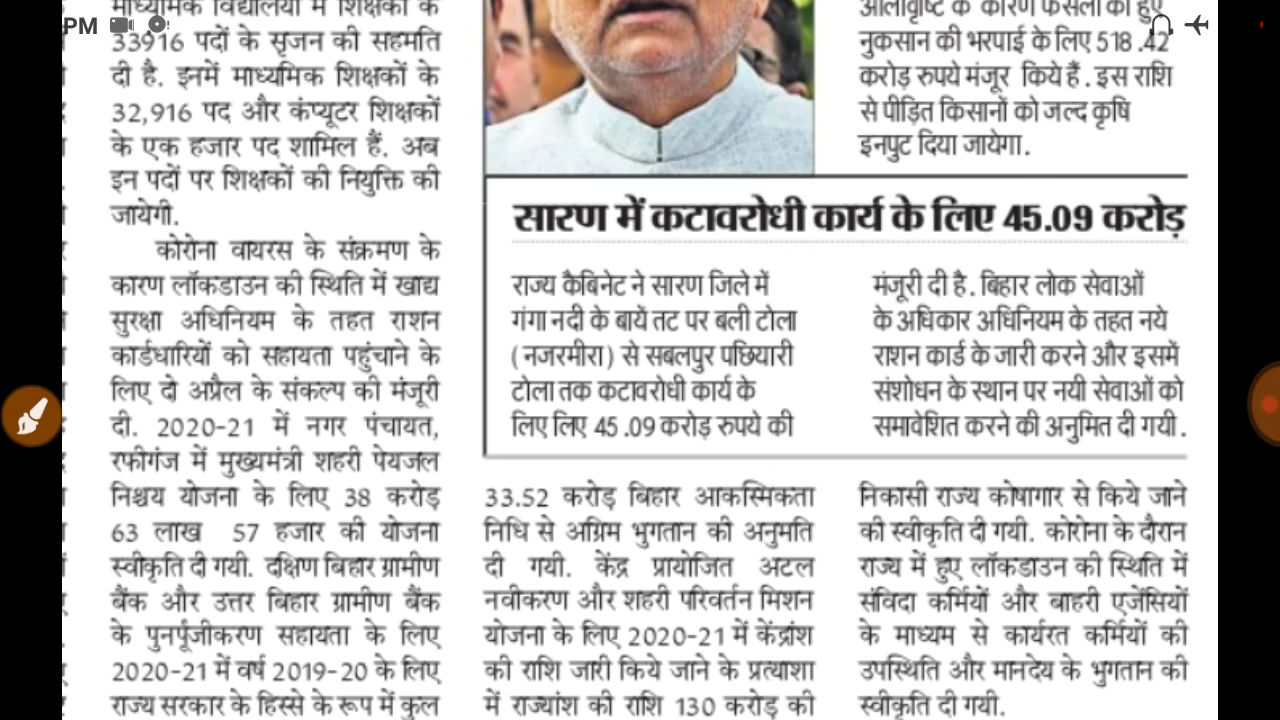 PM
माध्यमिक विद्यालयों में शिक्षकों के
33916 पदों के सृजन की सहमति
दी है. इनमें माध्यमिक शिक्षकों के
32,916 पद और कंप्यूटर शिक्षकों
के एक हजार पद शामिल हैं. अब
इन पदों पर शिक्षकों की नियुक्ति की
जायेगी.
कोरोना वायरस के संक्रमण के
कारण लॉकडाउन की स्थिति में खाद्य
सुरक्षा अधिनियम के तहत राशन
कार्डधारियों को सहायता पहुंचाने के
लिए दो अप्रैल के संकल्प की मंजूरी
दी. 2020-21 में नगर पंचायत,
रफीगंज में मुख्यमंत्री शहरी पेयजल
निश्चय योजना के लिए 38 करोड़
63 लाख 57 हजार की योजना
स्वीकृति दी गयी. दक्षिण बिहार ग्रामीण
बैंक और उत्तर बिहार ग्रामीण बैंक
के पुनर्पूंजीकरण सहायता के लिए
2020-21 में वर्ष 2019-20 के लिए
राज्य सरकार के हिस्से के रूप में कुल
ओलावृष्टि के कारण फसलों को हुए
नुकसान की भरपाई के लिए 518.42
करोड़ रुपये मंजूर किये हैं. इस राशि
से पीड़ित किसानों को जल्द कृषि
इनपुट दिया जायेगा.
सारण में कटावरोधी कार्य के लिए 45.09 करोड़
राज्य कैबिनेट ने सारण जिले में
गंगा नदी के बायें तट पर बली टोला
(नजरमीरा) से सबलपुर पछियारी
टोला तक कटावरोधी कार्य के
लिए लिए 45.09 करोड़ रुपये की
मंजूरी दी है. बिहार लोक सेवाओं
के अधिकार अधिनियम के तहत नये
राशन कार्ड के जारी करने और इसमें
संशोधन के स्थान पर नयी सेवाओं को
समावेशित करने की अनुमित दी गयी.
33.52 करोड़ बिहार आकस्मिकता
निधि से अग्रिम भुगतान की अनुमति
दी गयी. केंद्र प्रायोजित अटल
नवीकरण और शहरी परिवर्तन मिशन
योजना के लिए 2020-21 में केंद्रांश
की राशि जारी किये जाने के प्रत्याशा
में राज्यांश की राशि 130 करोड़ की
निकासी राज्य कोषागार से किये जाने
की स्वीकृति दी गयी. कोरोना के दौरान
राज्य में हुए लॉकडाउन की स्थिति में
संविदा कर्मियों और बाहरी एजेंसियों
के माध्यम से कार्यरत कर्मियों की
उपस्थिति और मानदेय के भुगतान की
स्वीकृति दी गयी.